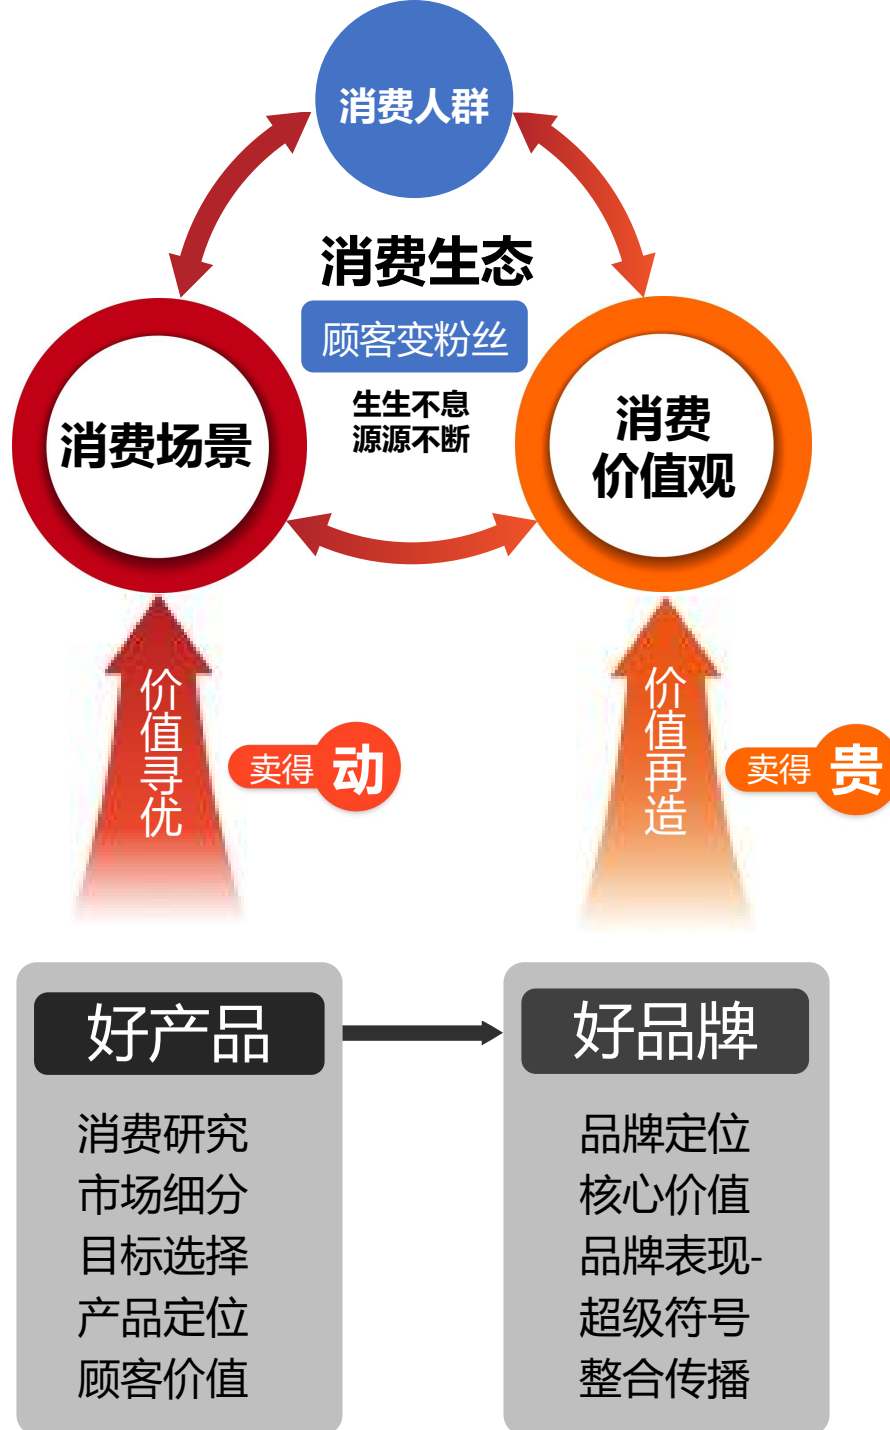 消费人群
消费生态
顾客变粉丝
生生不息
源源不断
消费场景
消费
价值观
价值寻优
卖得 动
价值再造
卖得 贵
好产品
消费研究
市场细分
目标选择
产品定位
顾客价值
好品牌
品牌定位
核心价值
品牌表现-
超级符号
整合传播